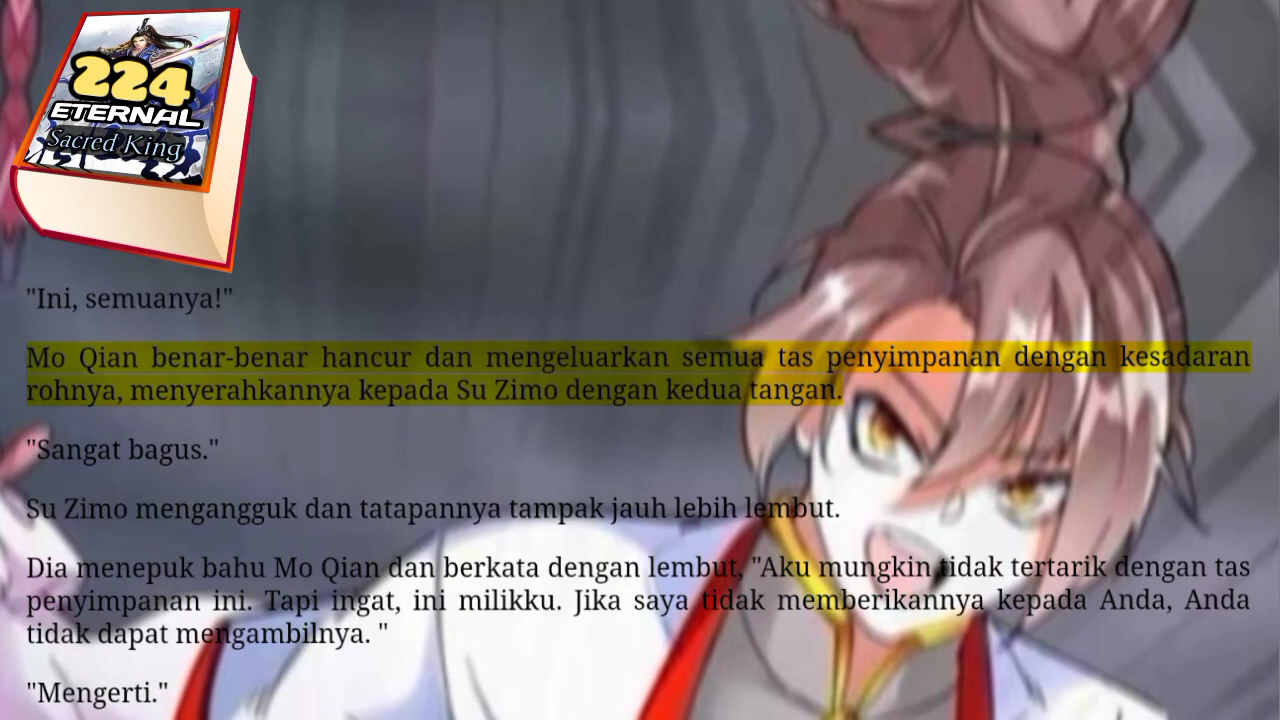 224
ETERNAL
Sacred King
"Ini, semuanya!"
Mo Qian benar-benar hancur dan mengeluarkan semua tas penyimpanan dengan kesadaran
rohnya, menyerahkannya kepada Su Zimo dengan kedua tangan.
"Sangat bagus."
Su Zimo mengangguk dan tatapannya tampak jauh lebih lembut.
Dia menepuk bahu Mo Qian dan berkata dengan lembut, "Aku mungkin tidak tertarik dengan tas
penyimpanan ini. Tapi ingat, ini milikku. Jika saya tidak memberikannya kepada Anda, Anda
tidak dapat mengambilnya. "
"Mengerti."